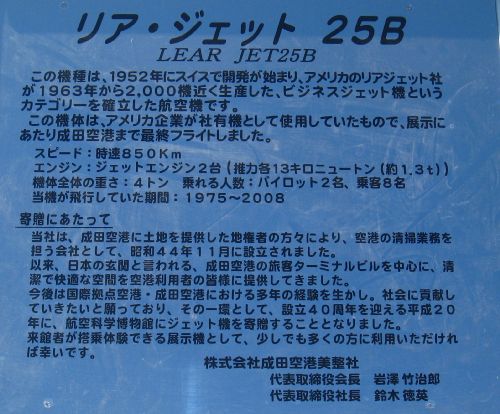 リア・ジェット 25B
LEAR JET25B
この機種は、1952年にスイスで開発が始まり、アメリカのリアジェット社
が1963年から2,000機近く生産した、ビジネスジェット機という
カテゴリーを確立した航空機です。
この機体は、アメリカ企業が社有機として使用していたもので、展示に
あたり成田空港まで最終フライトしました。
スピード:時速850Km
エンジン:ジェットエンジン2台(推力各13キロニュートン(約1.3t))
機体全体の重さ:4トン 乗れる人数:パイロット2名、乗客8名
当機が飛行していた期間:1975~2008
寄贈にあたって
当社は、成田空港に土地を提供した地権者の方々により、空港の清掃業務を
担う会社として、昭和44年11月に設立されました。
以来、日本の玄関と言われる、成田空港の旅客ターミナルビルを中心に、清
潔で快適な空間を空港利用者の皆様に提供してきました。
今後は国際拠点空港・成田空港における多年の経験を生かし。社会に貢献し
ていきたいと願っており、その一環として、設立40周年を迎える平成20
年に、航空科学博物館にジェット機を寄贈することとなりました。
来館者が搭乗体験できる展示機として、少しでも多くの方に利用いただけれ
ば幸いです。
株式会社成田空港美整社
代表取締役会長 岩澤竹治郎
代表取締役社長 鈴木徳英